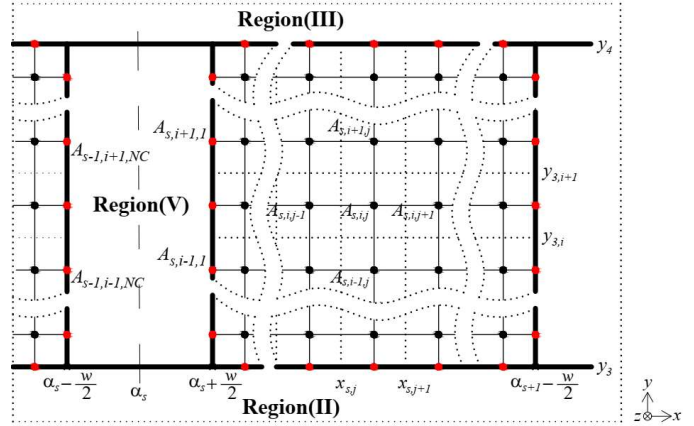 Region(III)
y₄
A_{s,i+1,1}
A_{s,i+1,j}
A_{s-1,i+1,NC}
y_{3,i+1}
Region(V)
A_{s,i,j-1}
A_{s,i,j}
A_{s,i,j+1}
y_{3,i}
A_{s,i-1,1}
A_{s-1,i-1,NC}
A_{s,i-1,j}
y₃
α_s − w/2
α_s
α_s + w/2
x_{s,j}
x_{s,j+1}
α_{s+1} − w/2
Region(II)
y
z
x